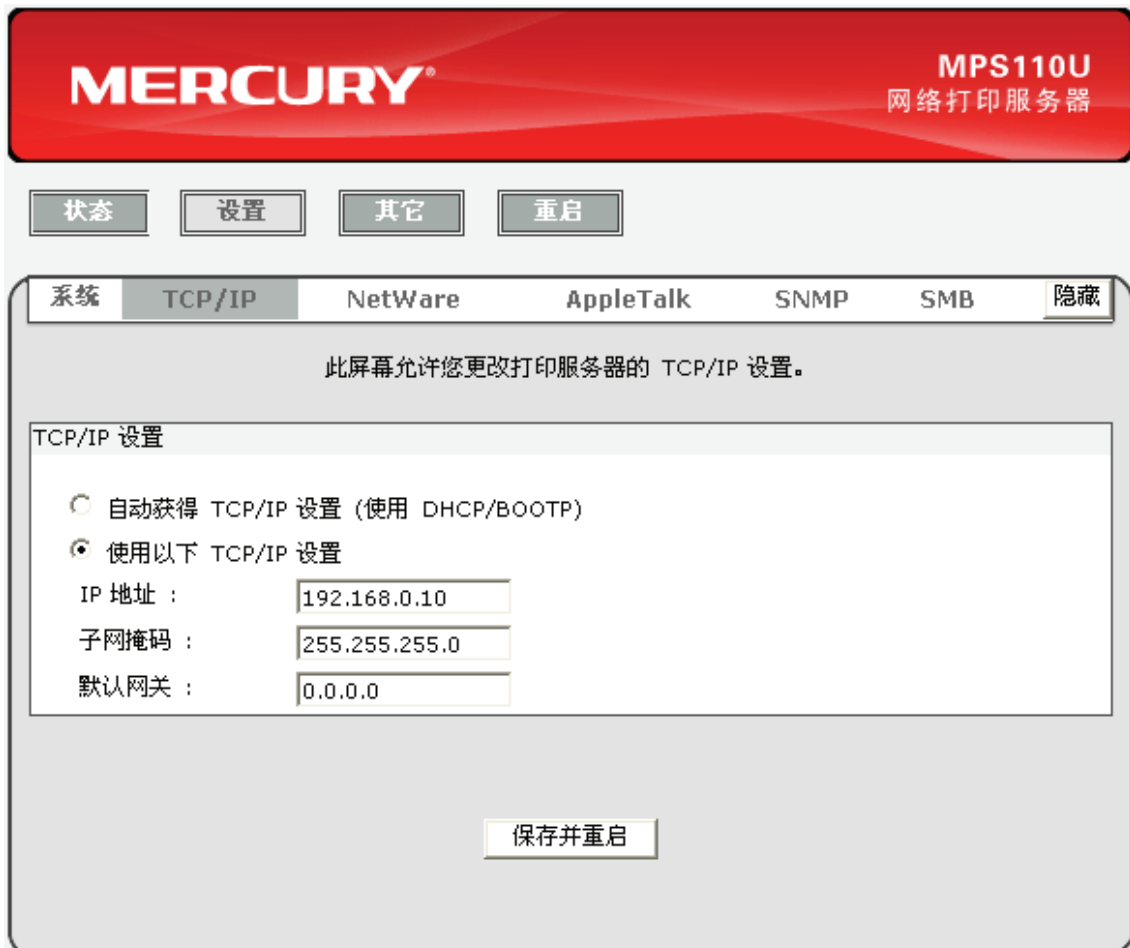 MERCURY®
MPS110U
网络打印服务器
状态 设置 其它 重启
系统 TCP/IP NetWare AppleTalk SNMP SMB 隐藏
此屏幕允许您更改打印服务器的 TCP/IP 设置。
TCP/IP 设置
自动获得 TCP/IP 设置 (使用 DHCP/BOOTP)
使用以下 TCP/IP 设置
IP 地址 : 192.168.0.10
子网掩码 : 255.255.255.0
默认网关 : 0.0.0.0
保存并重启